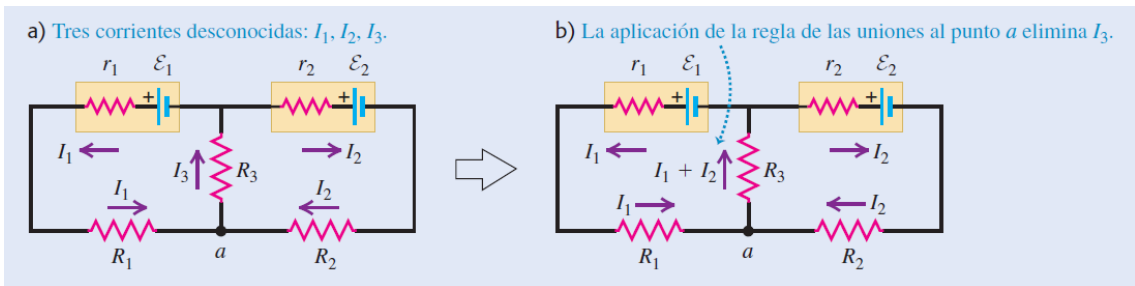 a) Tres corrientes desconocidas: I₁, I₂, I₃.
r₁ ℰ₁ r₂ ℰ₂
+ +
I₁ I₂
I₃ R₃
I₁ I₂
R₁ a R₂
b) La aplicación de la regla de las uniones al punto a elimina I₃.
r₁ ℰ₁ r₂ ℰ₂
+ +
I₁ I₂
I₁ + I₂ R₃
I₁ I₂
R₁ a R₂